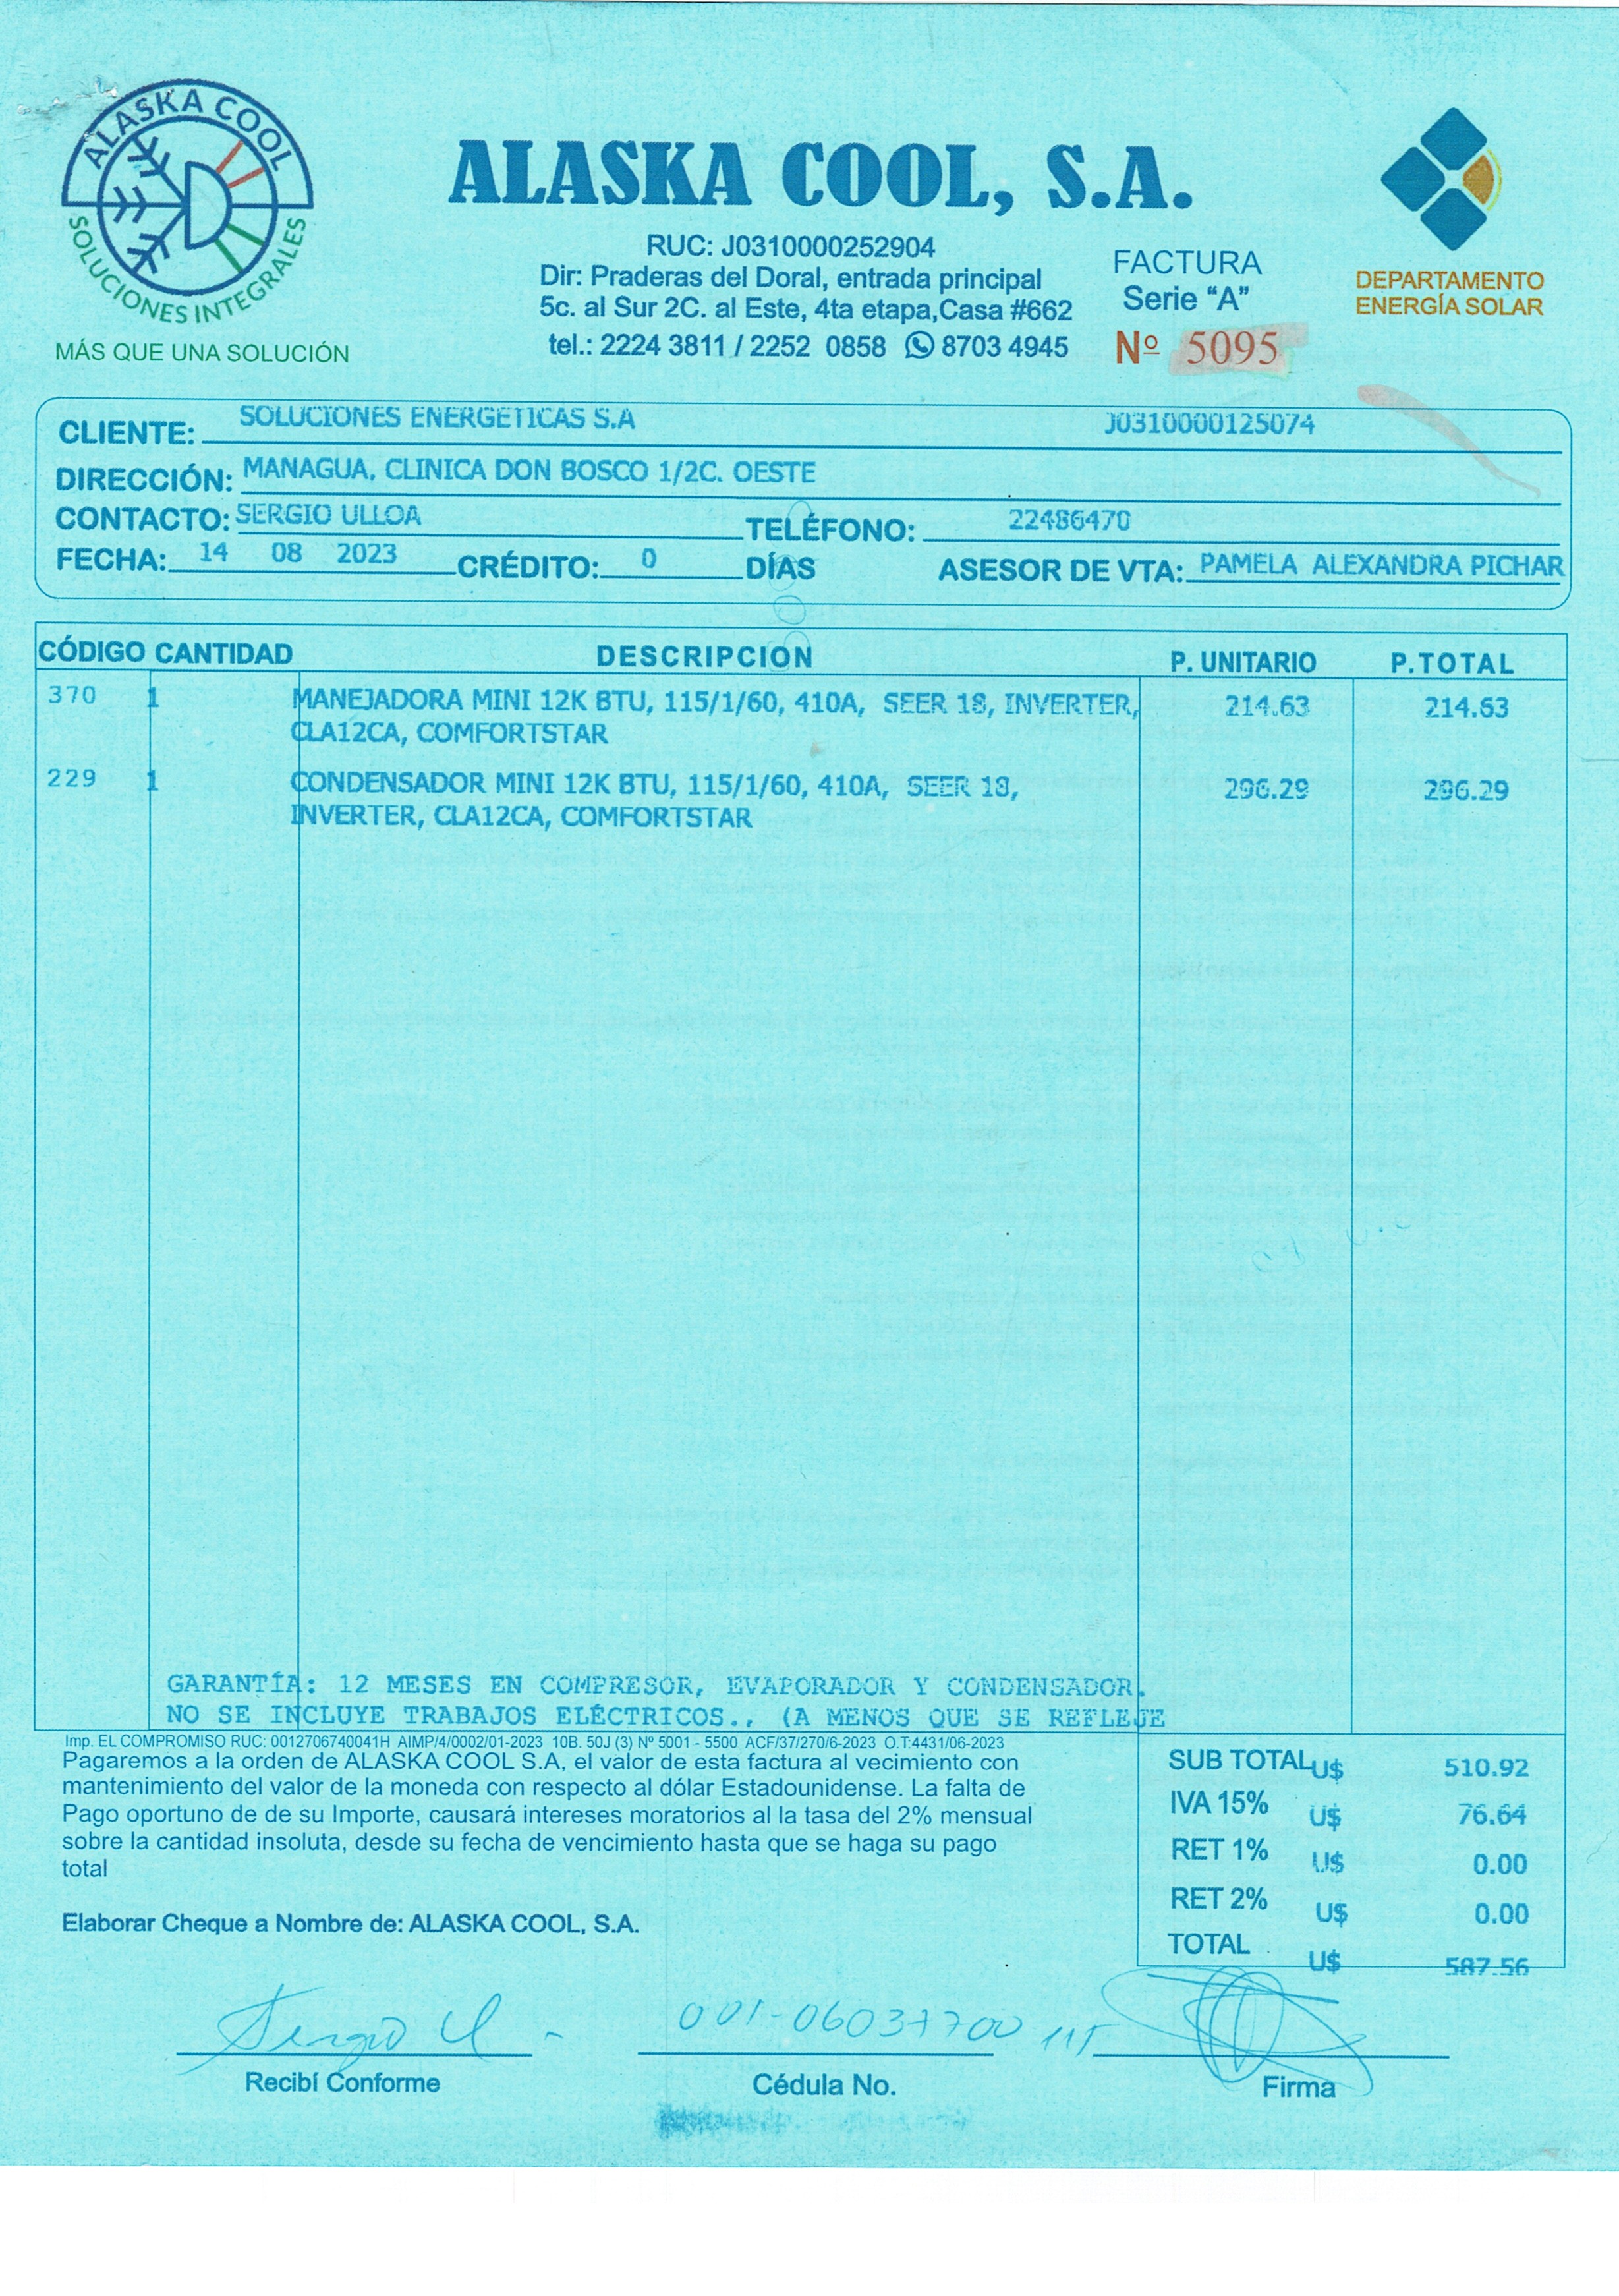 ALASKA COOL
SOLUCIONES INTEGRALES
MÁS QUE UNA SOLUCIÓN
ALASKA COOL, S.A.
RUC: J0310000252904
Dir: Praderas del Doral, entrada principal
5c. al Sur 2C. al Este, 4ta etapa,Casa #662
tel.: 2224 3811 / 2252 0858 8703 4945
FACTURA
Serie “A”
Nº 5095
DEPARTAMENTO
ENERGÍA SOLAR
CLIENTE: SOLUCIONES ENERGETICAS S.A J0310000125074
DIRECCIÓN: MANAGUA, CLINICA DON BOSCO 1/2C. OESTE
CONTACTO: SERGIO ULLOA TELÉFONO: 22486470
FECHA: 14 08 2023 CRÉDITO: 0 DÍAS ASESOR DE VTA: PAMELA ALEXANDRA PICHAR
CÓDIGO CANTIDAD DESCRIPCION P. UNITARIO P.TOTAL
370 1 MANEJADORA MINI 12K BTU, 115/1/60, 410A, SEER 18, INVERTER, 214.63 214.63
CLA12CA, COMFORTSTAR
229 1 CONDENSADOR MINI 12K BTU, 115/1/60, 410A, SEER 18, 296.29 296.29
INVERTER, CLA12CA, COMFORTSTAR
GARANTÍA: 12 MESES EN COMPRESOR, EVAPORADOR Y CONDENSADOR.
NO SE INCLUYE TRABAJOS ELÉCTRICOS., (A MENOS QUE SE REFLEJE
Imp. EL COMPROMISO RUC: 0012706740041H AIMP/4/0002/01-2023 10B. 50J (3) Nº 5001 - 5500 ACF/37/270/6-2023 O.T:4431/06-2023
Pagaremos a la orden de ALASKA COOL S.A, el valor de esta factura al vecimiento con
mantenimiento del valor de la moneda con respecto al dólar Estadounidense. La falta de
Pago oportuno de de su Importe, causará intereses moratorios al la tasa del 2% mensual
sobre la cantidad insoluta, desde su fecha de vencimiento hasta que se haga su pago
total
Elaborar Cheque a Nombre de: ALASKA COOL, S.A.
SUB TOTAL U$ 510.92
IVA 15% U$ 76.64
RET 1% U$ 0.00
RET 2% U$ 0.00
TOTAL U$ 587.56
Sergio U
Recibí Conforme
Cédula No.
Firma